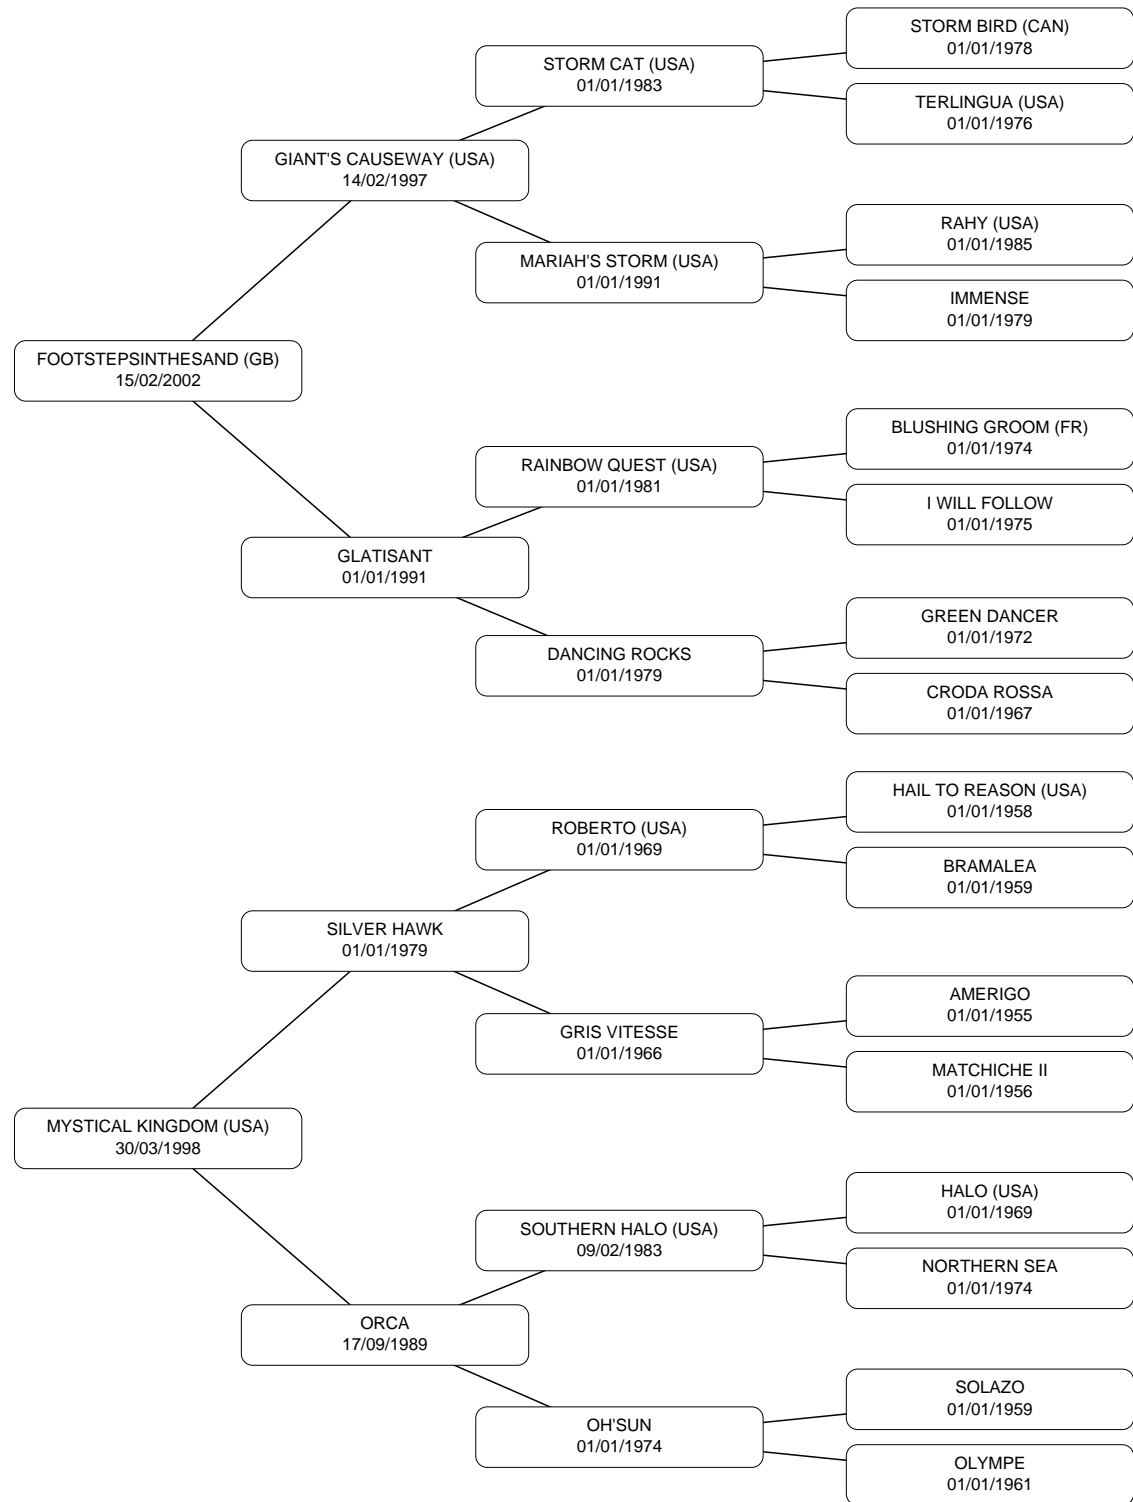 STORM BIRD (CAN)
01/01/1978
STORM CAT (USA)
01/01/1983
TERLINGUA (USA)
01/01/1976
GIANT'S CAUSEWAY (USA)
14/02/1997
RAHY (USA)
01/01/1985
MARIAH'S STORM (USA)
01/01/1991
IMMENSE
01/01/1979
FOOTSTEPSINTHESAND (GB)
15/02/2002
BLUSHING GROOM (FR)
01/01/1974
RAINBOW QUEST (USA)
01/01/1981
I WILL FOLLOW
01/01/1975
GLATISANT
01/01/1991
GREEN DANCER
01/01/1972
DANCING ROCKS
01/01/1979
CRODA ROSSA
01/01/1967
HAIL TO REASON (USA)
01/01/1958
ROBERTO (USA)
01/01/1969
BRAMALEA
01/01/1959
SILVER HAWK
01/01/1979
AMERIGO
01/01/1955
GRIS VITESSE
01/01/1966
MATCHICHE II
01/01/1956
MYSTICAL KINGDOM (USA)
30/03/1998
HALO (USA)
01/01/1969
SOUTHERN HALO (USA)
09/02/1983
NORTHERN SEA
01/01/1974
ORCA
17/09/1989
SOLAZO
01/01/1959
OH'SUN
01/01/1974
OLYMPE
01/01/1961